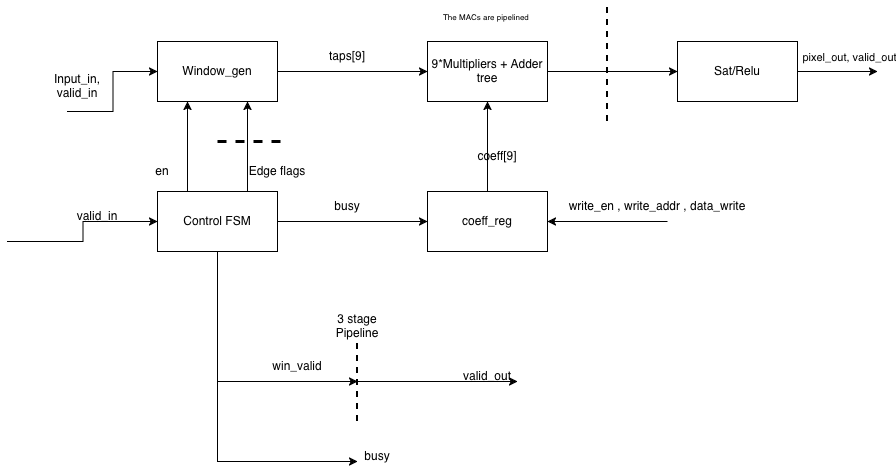 The MACs are pipelined
Input_in,
valid_in
Window_gen
taps[9]
9*Multipliers + Adder
tree
Sat/Relu
pixel_out, valid_out
en
Edge flags
coeff[9]
valid_in
Control FSM
busy
coeff_reg
write_en , write_addr , data_write
3 stage
Pipeline
win_valid
valid_out
busy